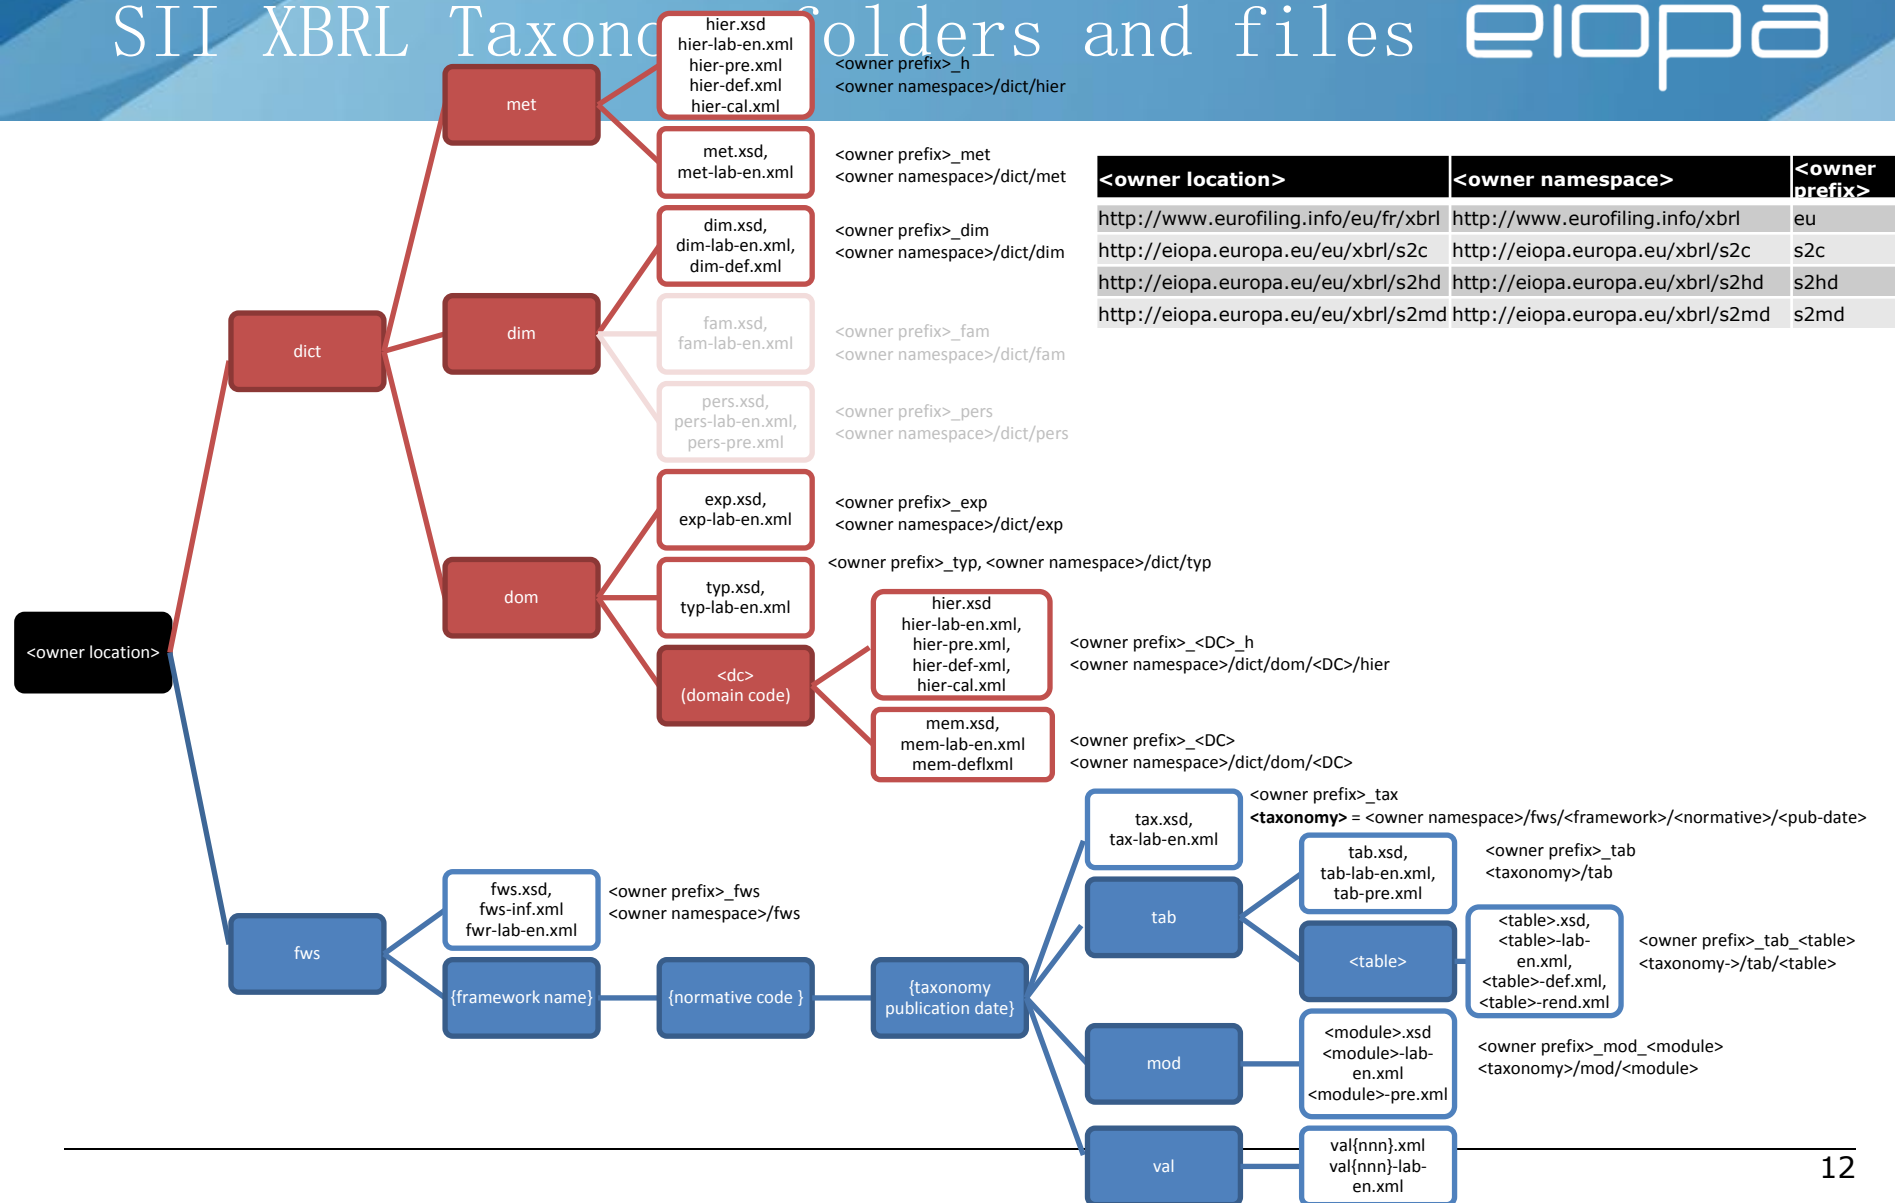 SII XBRL Taxono olders and files eiopa
hier.xsd
hier-lab-en.xml
hier-pre.xml
hier-def.xml
hier-cal.xml
<owner prefix>_h
<owner namespace>/dict/hier
met
met.xsd,
met-lab-en.xml
<owner prefix>_met
<owner namespace>/dict/met
<owner location> <owner namespace> <owner
prefix>
http://www.eurofiling.info/eu/fr/xbrl http://www.eurofiling.info/xbrl eu
http://eiopa.europa.eu/eu/xbrl/s2c http://eiopa.europa.eu/xbrl/s2c s2c
http://eiopa.europa.eu/eu/xbrl/s2hd http://eiopa.europa.eu/xbrl/s2hd s2hd
http://eiopa.europa.eu/eu/xbrl/s2md http://eiopa.europa.eu/xbrl/s2md s2md
dim.xsd,
dim-lab-en.xml,
dim-def.xml
<owner prefix>_dim
<owner namespace>/dict/dim
dict
dim
fam.xsd,
fam-lab-en.xml
<owner prefix>_fam
<owner namespace>/dict/fam
pers.xsd,
pers-lab-en.xml,
pers-pre.xml
<owner prefix>_pers
<owner namespace>/dict/pers
exp.xsd,
exp-lab-en.xml
<owner prefix>_exp
<owner namespace>/dict/exp
dom
typ.xsd,
typ-lab-en.xml
<owner prefix>_typ, <owner namespace>/dict/typ
<owner location>
<dc>
(domain code)
hier.xsd
hier-lab-en.xml,
hier-pre.xml,
hier-def-xml,
hier-cal.xml
<owner prefix>_<DC>_h
<owner namespace>/dict/dom/<DC>/hier
mem.xsd,
mem-lab-en.xml
mem-deflxml
<owner prefix>_<DC>
<owner namespace>/dict/dom/<DC>
tax.xsd,
tax-lab-en.xml
<owner prefix>_tax
<taxonomy> = <owner namespace>/fws/<framework>/<normative>/<pub-date>
fws
fws.xsd,
fws-inf.xml
fwr-lab-en.xml
<owner prefix>_fws
<owner namespace>/fws
{framework name}
{normative code }
{taxonomy
publication date}
tab
tab.xsd,
tab-lab-en.xml,
tab-pre.xml
<owner prefix>_tab
<taxonomy>/tab
<table>
<table>.xsd,
<table>-lab-
en.xml,
<table>-def.xml,
<table>-rend.xml
<owner prefix>_tab_<table>
<taxonomy->/tab/<table>
mod
<module>.xsd
<module>-lab-
en.xml
<module>-pre.xml
<owner prefix>_mod_<module>
<taxonomy>/mod/<module>
val
val{nnn}.xml
val{nnn}-lab-
en.xml
12